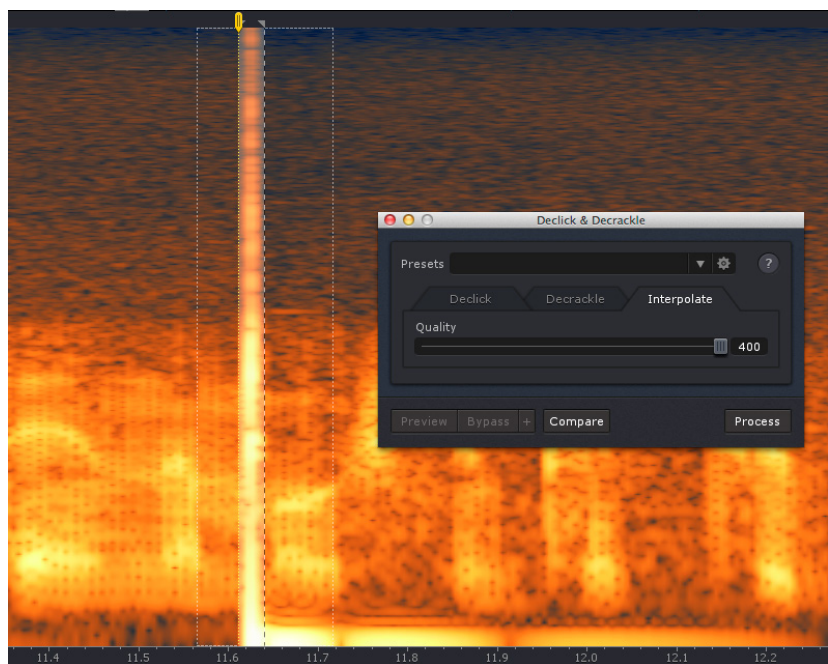 Declick & Decrackle
Presets
?
Declick Decrackle Interpolate
Quality
400
Preview Bypass + Compare Process
11.4 11.5 11.6 11.7 11.8 11.9 12.0 12.1 12.2